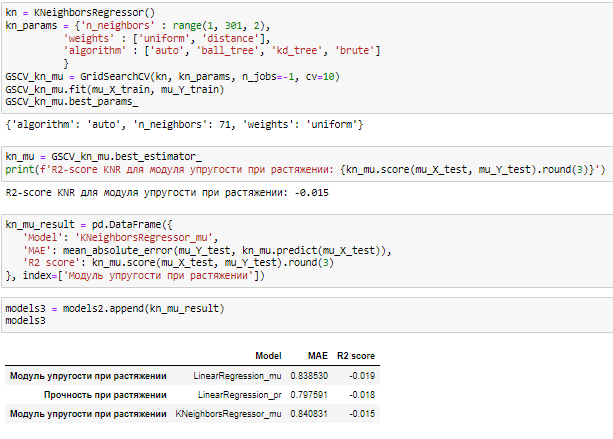 kn = KNeighborsRegressor()
kn_params = {'n_neighbors' : range(1, 301, 2),
'weights' : ['uniform', 'distance'],
'algorithm' : ['auto', 'ball_tree', 'kd_tree', 'brute']
}
GSCV_kn_mu = GridSearchCV(kn, kn_params, n_jobs=-1, cv=10)
GSCV_kn_mu.fit(mu_X_train, mu_Y_train)
GSCV_kn_mu.best_params_
{'algorithm': 'auto', 'n_neighbors': 71, 'weights': 'uniform'}
kn_mu = GSCV_kn_mu.best_estimator_
print(f'R2-score KNR для модуля упругости при растяжении: {kn_mu.score(mu_X_test, mu_Y_test).round(3)}')
R2-score KNR для модуля упругости при растяжении: -0.015
kn_mu_result = pd.DataFrame({
'Model': 'KNeighborsRegressor_mu',
'MAE': mean_absolute_error(mu_Y_test, kn_mu.predict(mu_X_test)),
'R2 score': kn_mu.score(mu_X_test, mu_Y_test).round(3)
}, index=['Модуль упругости при растяжении'])
models3 = models2.append(kn_mu_result)
models3
Model MAE R2 score
Модуль упругости при растяжении LinearRegression_mu 0.838530 -0.019
Прочность при растяжении LinearRegression_pr 0.797591 -0.018
Модуль упругости при растяжении KNeighborsRegressor_mu 0.840831 -0.015